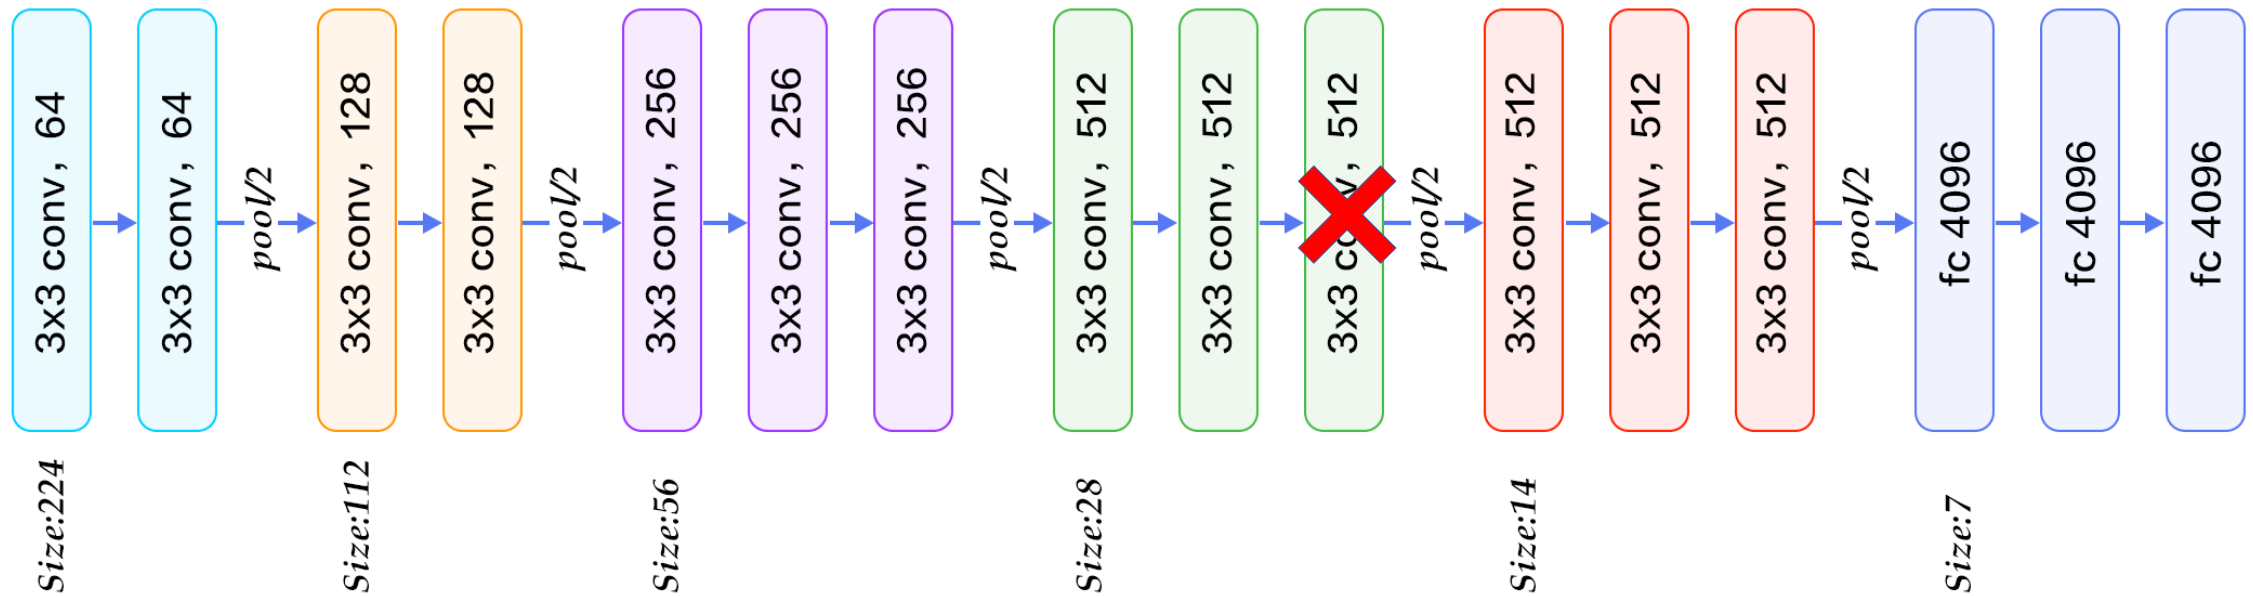 3x3 conv, 64
3x3 conv, 64
pool/2
3x3 conv, 128
3x3 conv, 128
pool/2
3x3 conv, 256
3x3 conv, 256
3x3 conv, 256
pool/2
3x3 conv, 512
3x3 conv, 512
3x3 conv, 512
pool/2
3x3 conv, 512
3x3 conv, 512
3x3 conv, 512
pool/2
fc 4096
fc 4096
fc 4096
Size:224
Size:112
Size:56
Size:28
Size:14
Size:7